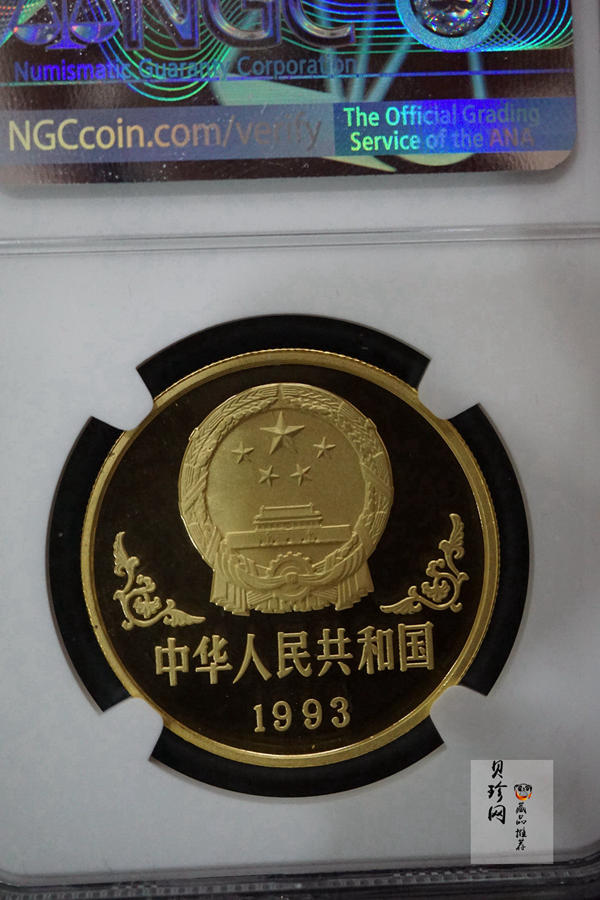 NGC
Numismatic Guaranty Corporation
NGCcoin.com/verify
The Official Grading
Service of the ANA
中华人民共和国
1993
贝珍网
藏品推荐